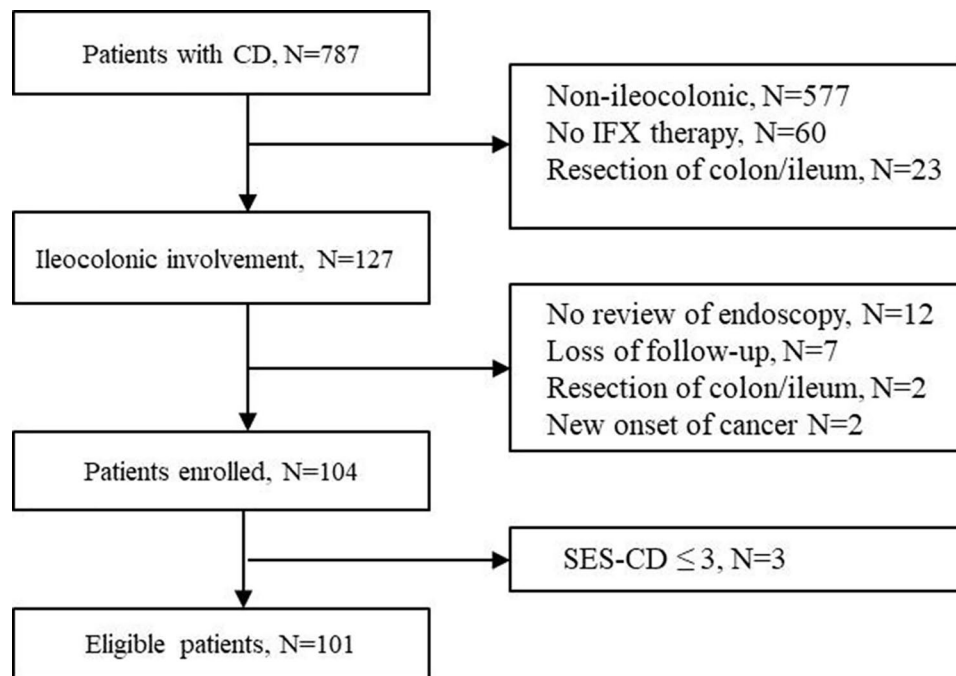 Patients with CD, N=787
Non-ileocolonic, N=577
No IFX therapy, N=60
Resection of colon/ileum, N=23
Ileocolonic involvement, N=127
No review of endoscopy, N=12
Loss of follow-up, N=7
Resection of colon/ileum, N=2
New onset of cancer N=2
Patients enrolled, N=104
SES-CD ≤ 3, N=3
Eligible patients, N=101